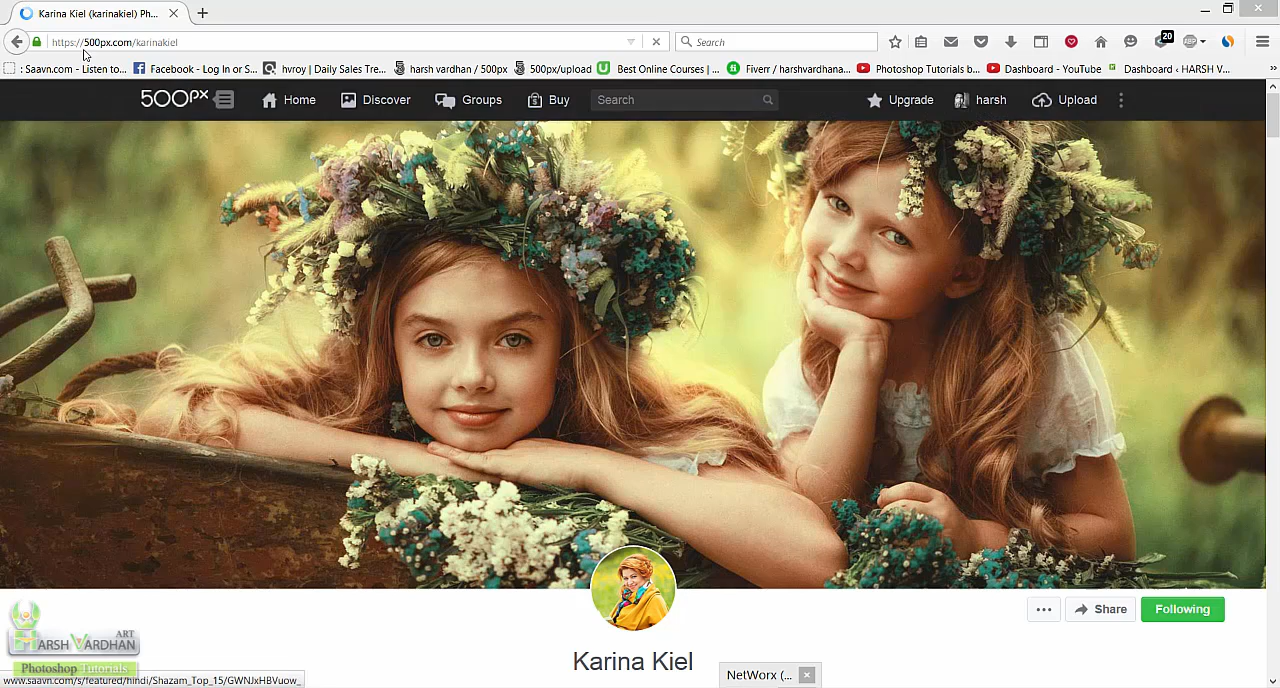 Karina Kiel (karinakiel) Ph...
https://500px.com/karinakiel
Search
20
ABP
: Saavn.com - Listen to...
Facebook - Log In or S...
hvroy | Daily Sales Tre...
harsh vardhan / 500px
500px/upload
Best Online Courses | ...
Fiverr / harshvardhana...
Photoshop Tutorials b...
Dashboard - YouTube
Dashboard ‹ HARSH V...
500px
Home
Discover
Groups
Buy
Search
Upgrade
harsh
Upload
Share
Following
Karina Kiel
ART
HARSH VARDHAN
Photoshop Tutorials
www.saavn.com/s/featured/hindi/Shazam_Top_15/GWNJxHBVuow_
NetWorx (...